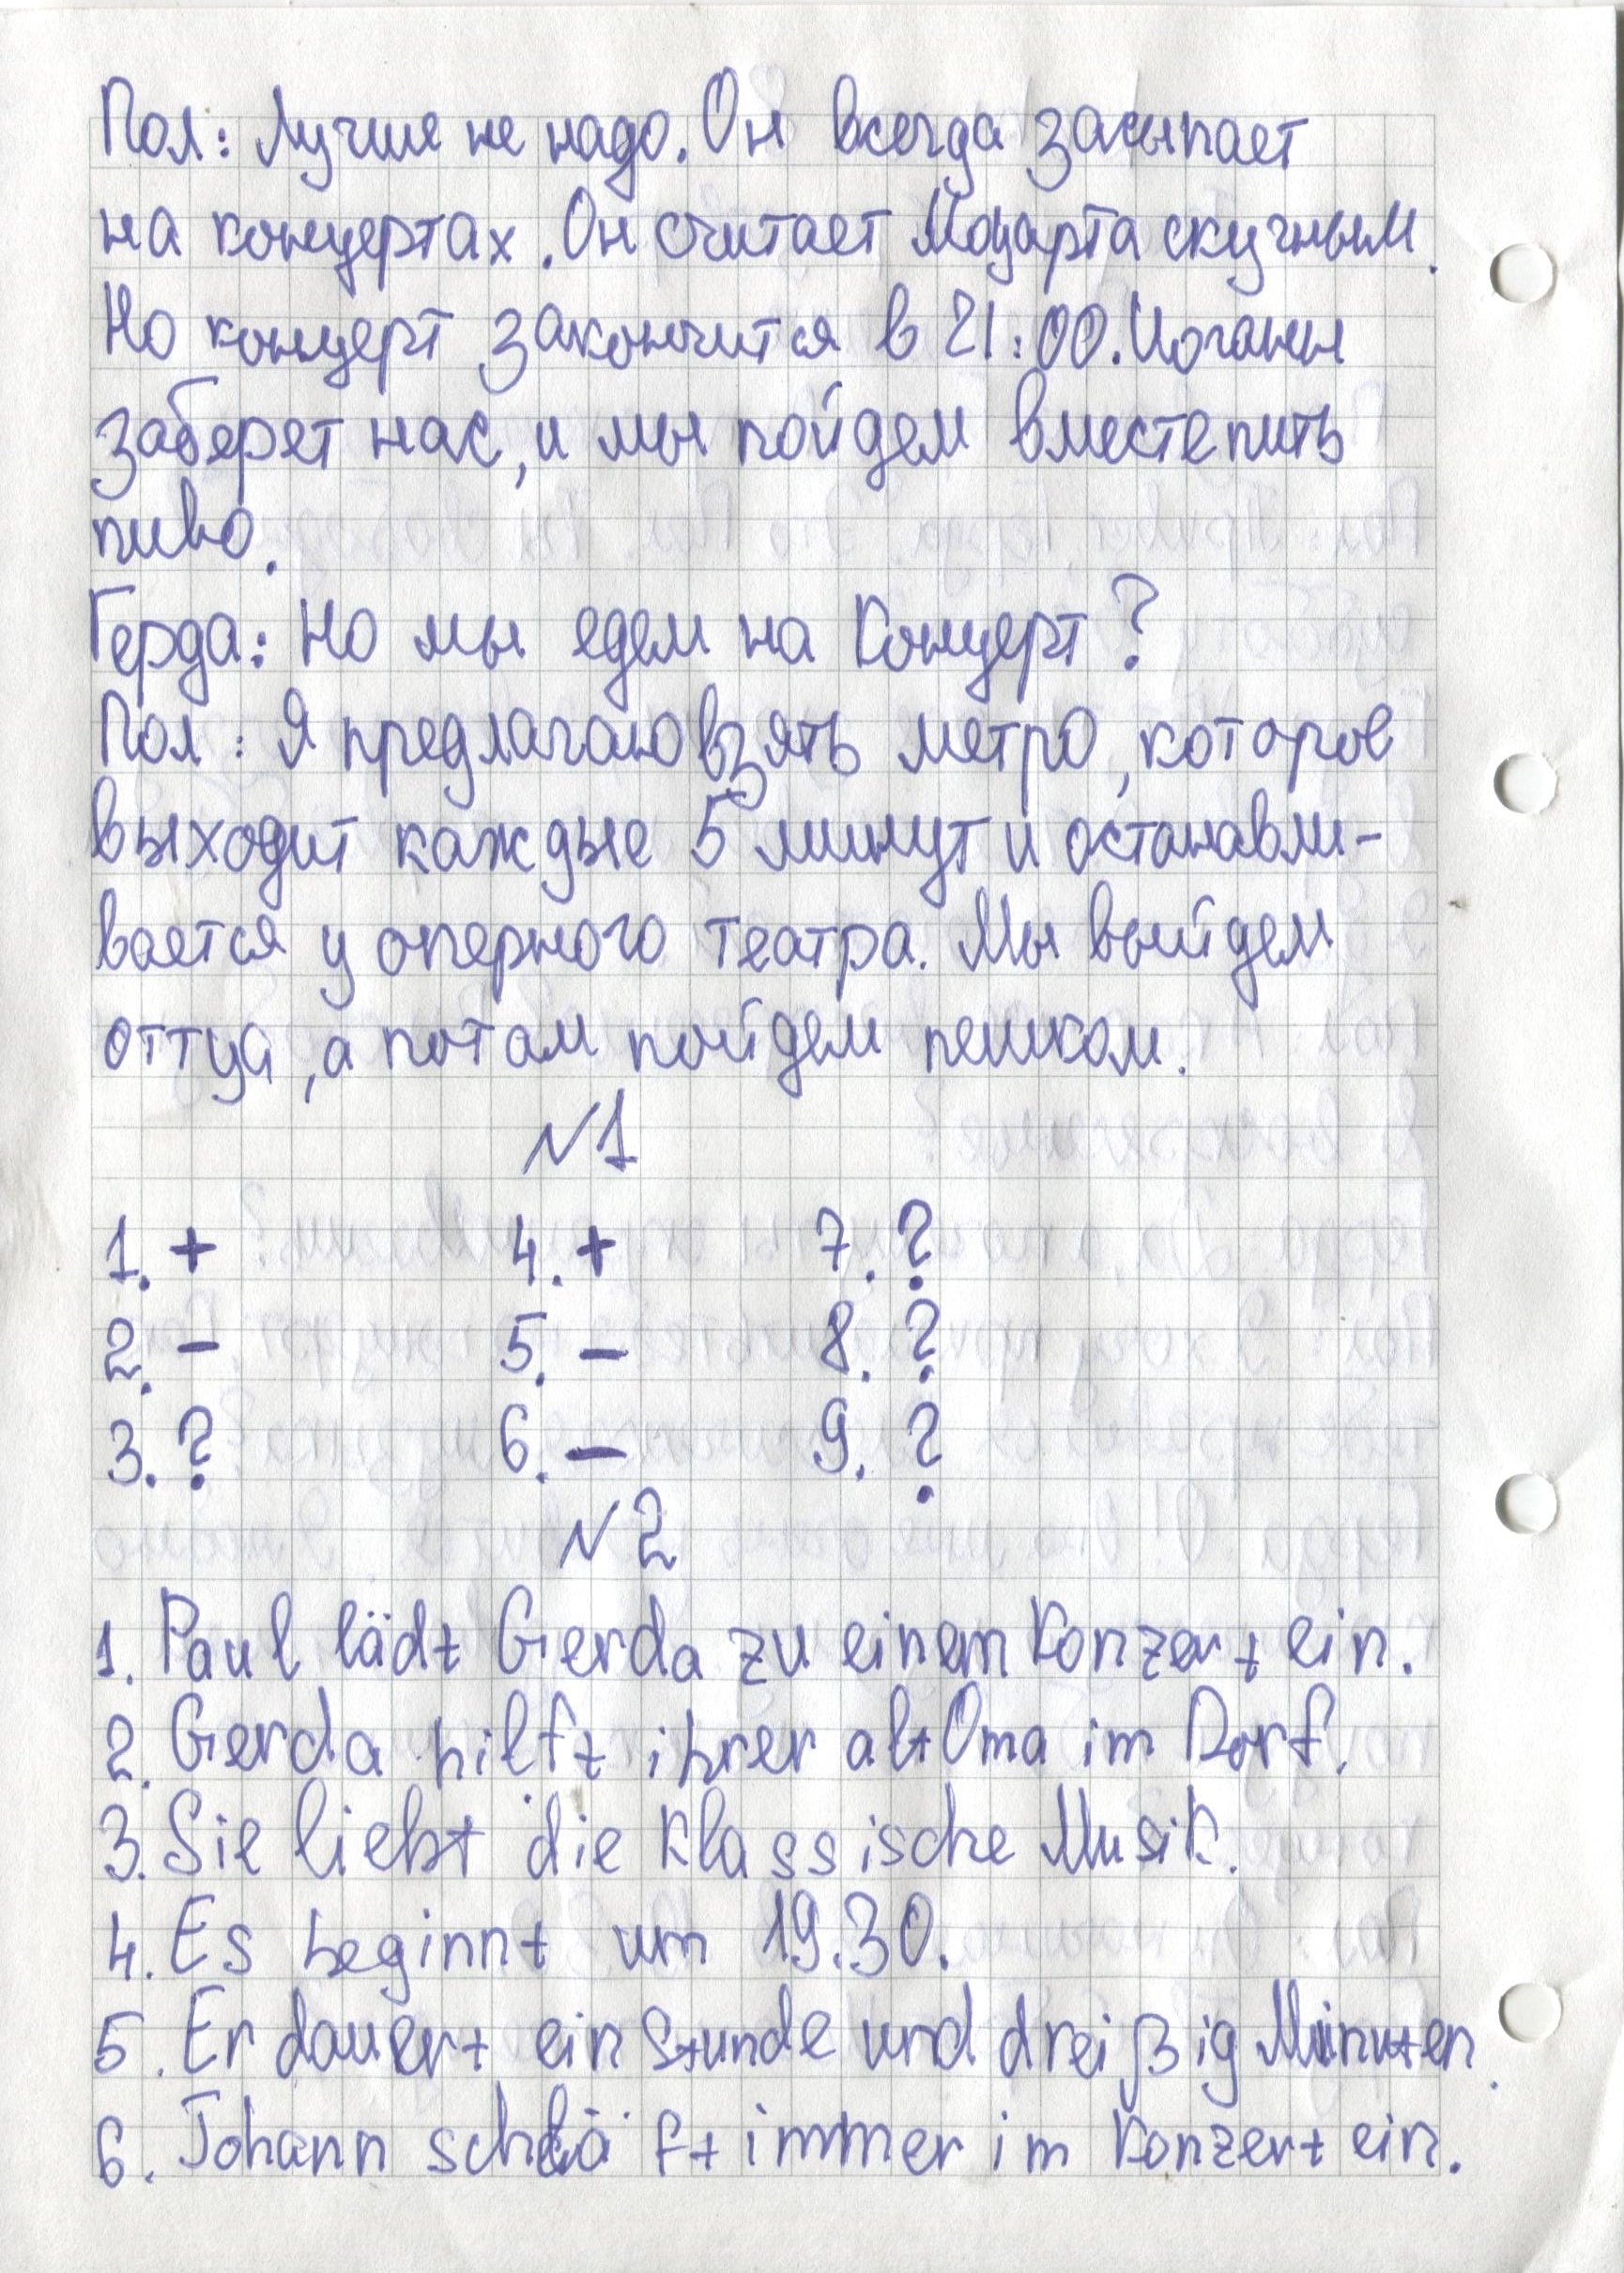 Пол: Лучше не надо. Он всегда засыпает
на концертах. Он считает Моцарта скучным.
Но концерт закончится в 21:00. Иоганн
заберет нас, и мы пойдем вместе пить
пиво.
Герда: Но мы едем на концерт?
Пол: Я предлагаю взять метро, которое
выходит каждые 5 минут и останавли-
вается у оперного театра. Мы выйдем
оттуа, а потом пойдем пешком.
№1
1. + 4. + 7. ?
2. - 5. - 8. ?
3. ? 6. - 9. ?
№2
1. Paul lädt Gerda zu einem Konzert ein.
2. Gerda hilft ihrer alt Oma im Dorf.
3. Sie liebt die klassische Musik.
4. Es beginnt um 19.30.
5. Er dauert ein Stunde und dreißig Minuten.
6. Johann schläft immer im Konzert ein.